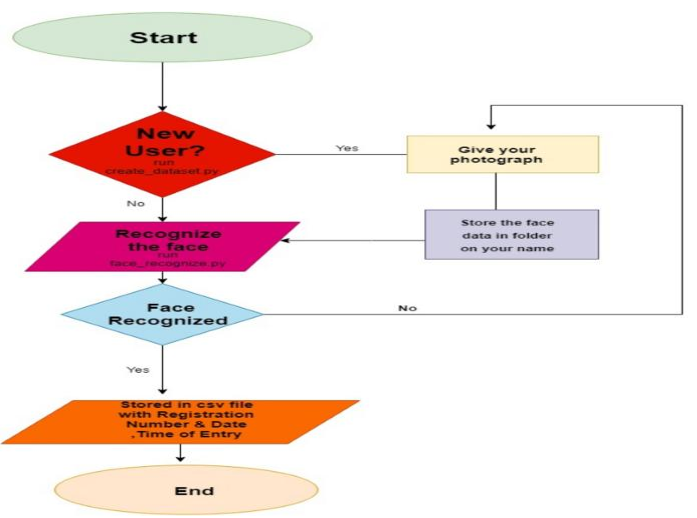 Start
New
User?
run
create_dataset.py
Yes
Give your
photograph
No
Store the face
data in folder
on your name
Recognize
the face
run
face_recognize.py
Face
Recognized
No
Yes
Stored in csv file
with Registration
Number & Date
,Time of Entry
End